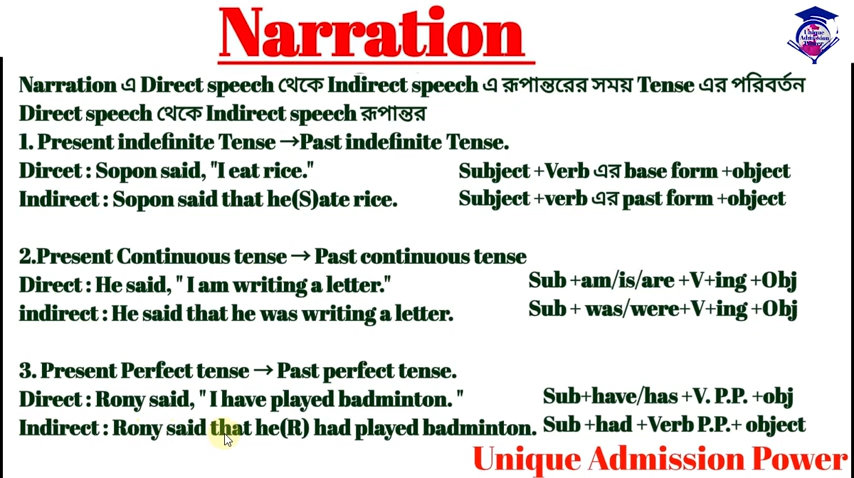 Narration
Unique
Admission
Power
Narration এ Direct speech থেকে Indirect speech এ রূপান্তরের সময় Tense এর পরিবর্তন
Direct speech থেকে Indirect speech রূপান্তর
1. Present indefinite Tense →Past indefinite Tense.
Dircet : Sopon said, "I eat rice." Subject +Verb এর base form +object
Indirect : Sopon said that he(S)ate rice. Subject +verb এর past form +object
2.Present Continuous tense → Past continuous tense
Direct : He said, " I am writing a letter." Sub +am/is/are +V+ing +Obj
indirect : He said that he was writing a letter. Sub + was/were+V+ing +Obj
3. Present Perfect tense → Past perfect tense.
Direct : Rony said, " I have played badminton. " Sub+have/has +V. P.P. +obj
Indirect : Rony said that he(R) had played badminton. Sub +had +Verb P.P.+ object
Unique Admission Power